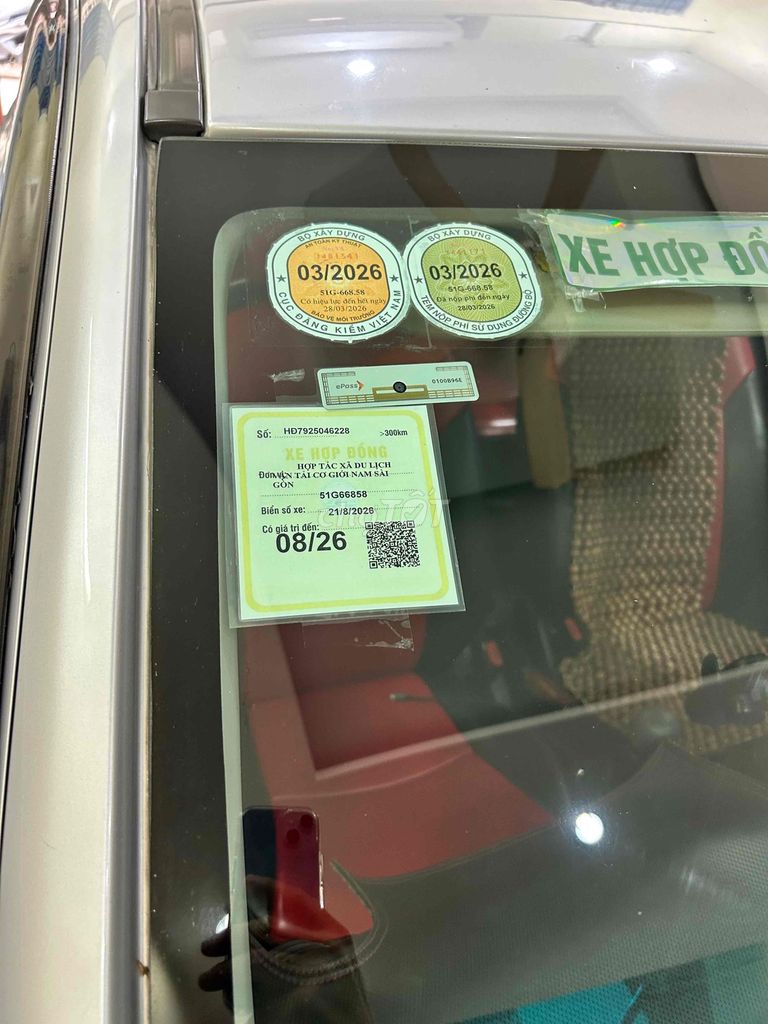 BỘ XÂY DỰNG
AN TOÀN KỸ THUẬT
03/2026
51G-668.58
Có hiệu lực đến hết ngày
28/03/2026
BẢO VỆ MÔI TRƯỜNG
CỤC ĐĂNG KIỂM VIỆT NAM
BỘ XÂY DỰNG
03/2026
51G-668.58
Đã nộp phí đến ngày
28/03/2026
TEM NỘP PHÍ SỬ DỤNG ĐƯỜNG BỘ
XE HỢP ĐỒ
ePass
0100B96E
Số: HĐ7925046228 >300km
XE HỢP ĐỒNG
HỢP TÁC XÃ DU LỊCH
Đơn vị: VẬN TẢI CƠ GIỚI NAM SÀI
GÒN
51G66858
Biển số xe: 21/8/2026
Có giá trị đến:
08/26
chợTỐT